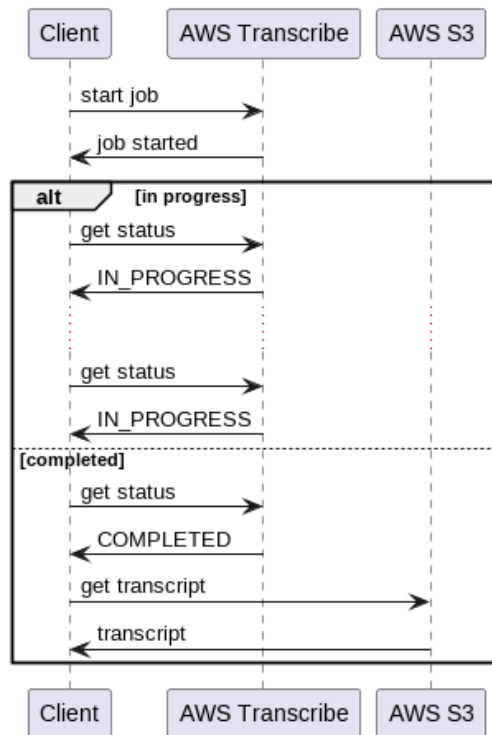 Client AWS Transcribe AWS S3
start job
job started
alt [in progress]
get status
IN_PROGRESS
get status
IN_PROGRESS
[completed]
get status
COMPLETED
get transcript
transcript
Client AWS Transcribe AWS S3